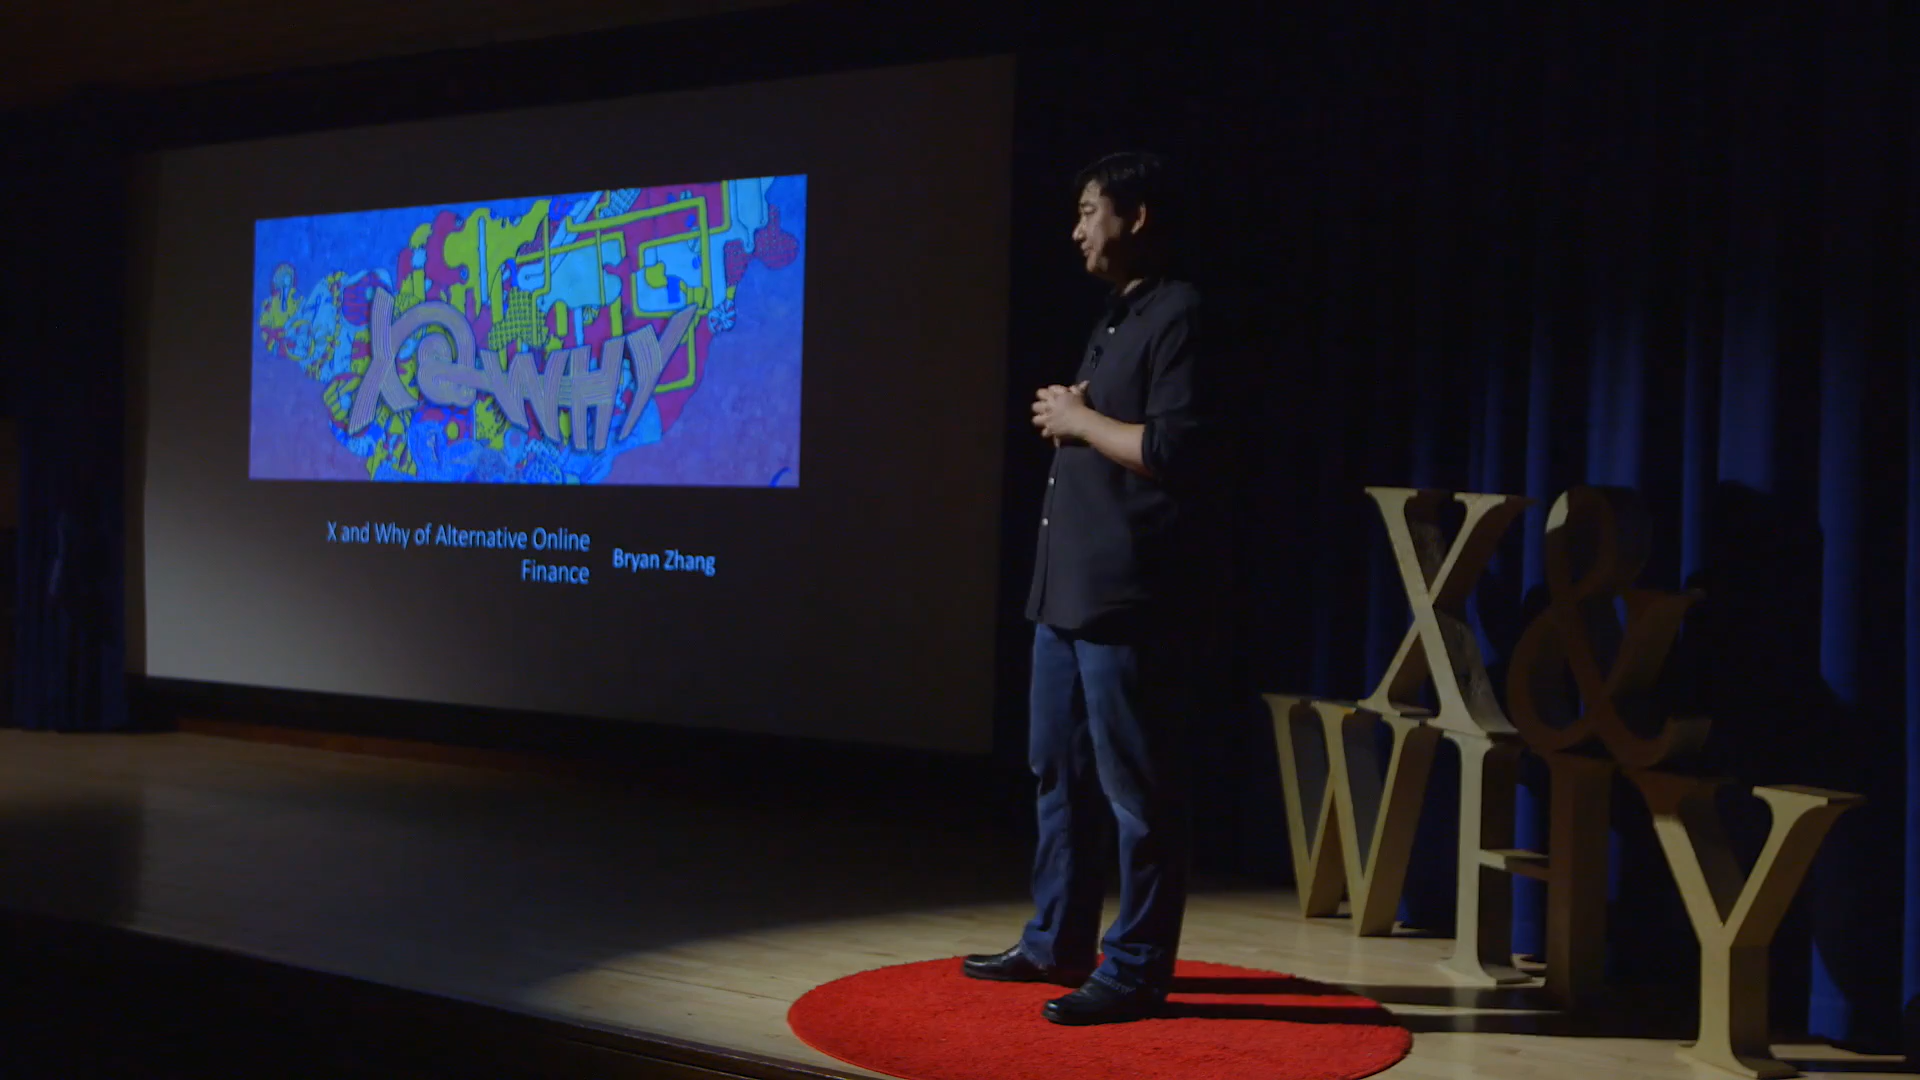 X&WHY
X and Why of Alternative Online
Finance
Bryan Zhang
X&
WHY